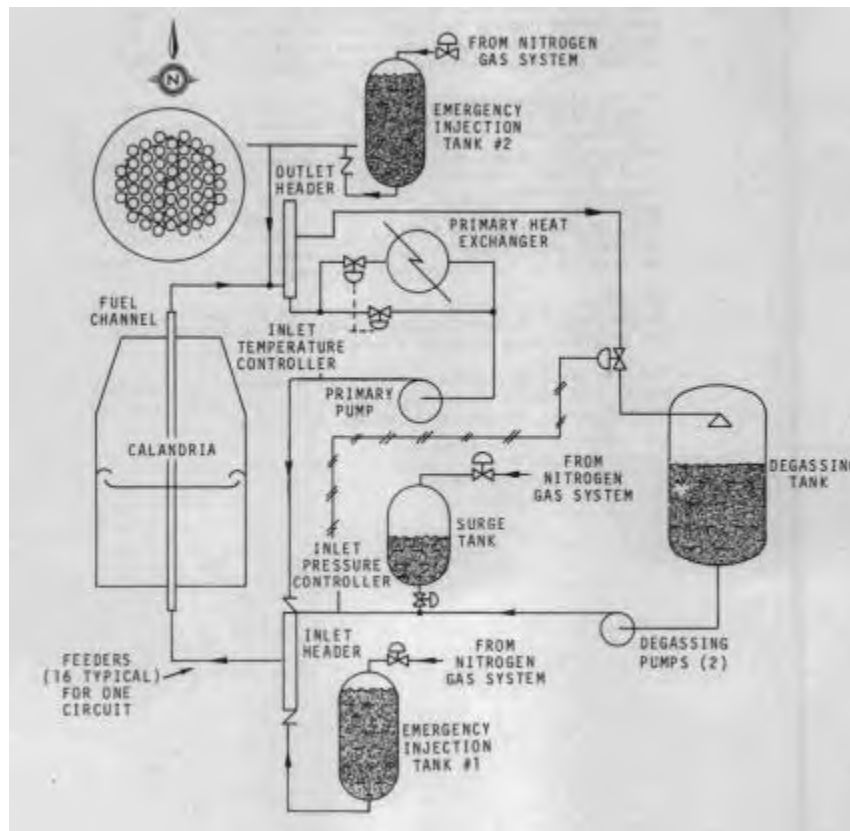 FROM NITROGEN
GAS SYSTEM
N
EMERGENCY
INJECTION
TANK #2
OUTLET
HEADER
PRIMARY HEAT
EXCHANGER
FUEL
CHANNEL
INLET
TEMPERATURE
CONTROLLER
PRIMARY
PUMP
CALANDRIA
FROM
NITROGEN
GAS SYSTEM
DEGASSING
TANK
SURGE
TANK
INLET
PRESSURE
CONTROLLER
INLET
HEADER
FROM
NITROGEN
GAS SYSTEM
DEGASSING
PUMPS (2)
FEEDERS
(16 TYPICAL)
FOR ONE
CIRCUIT
EMERGENCY
INJECTION
TANK #1